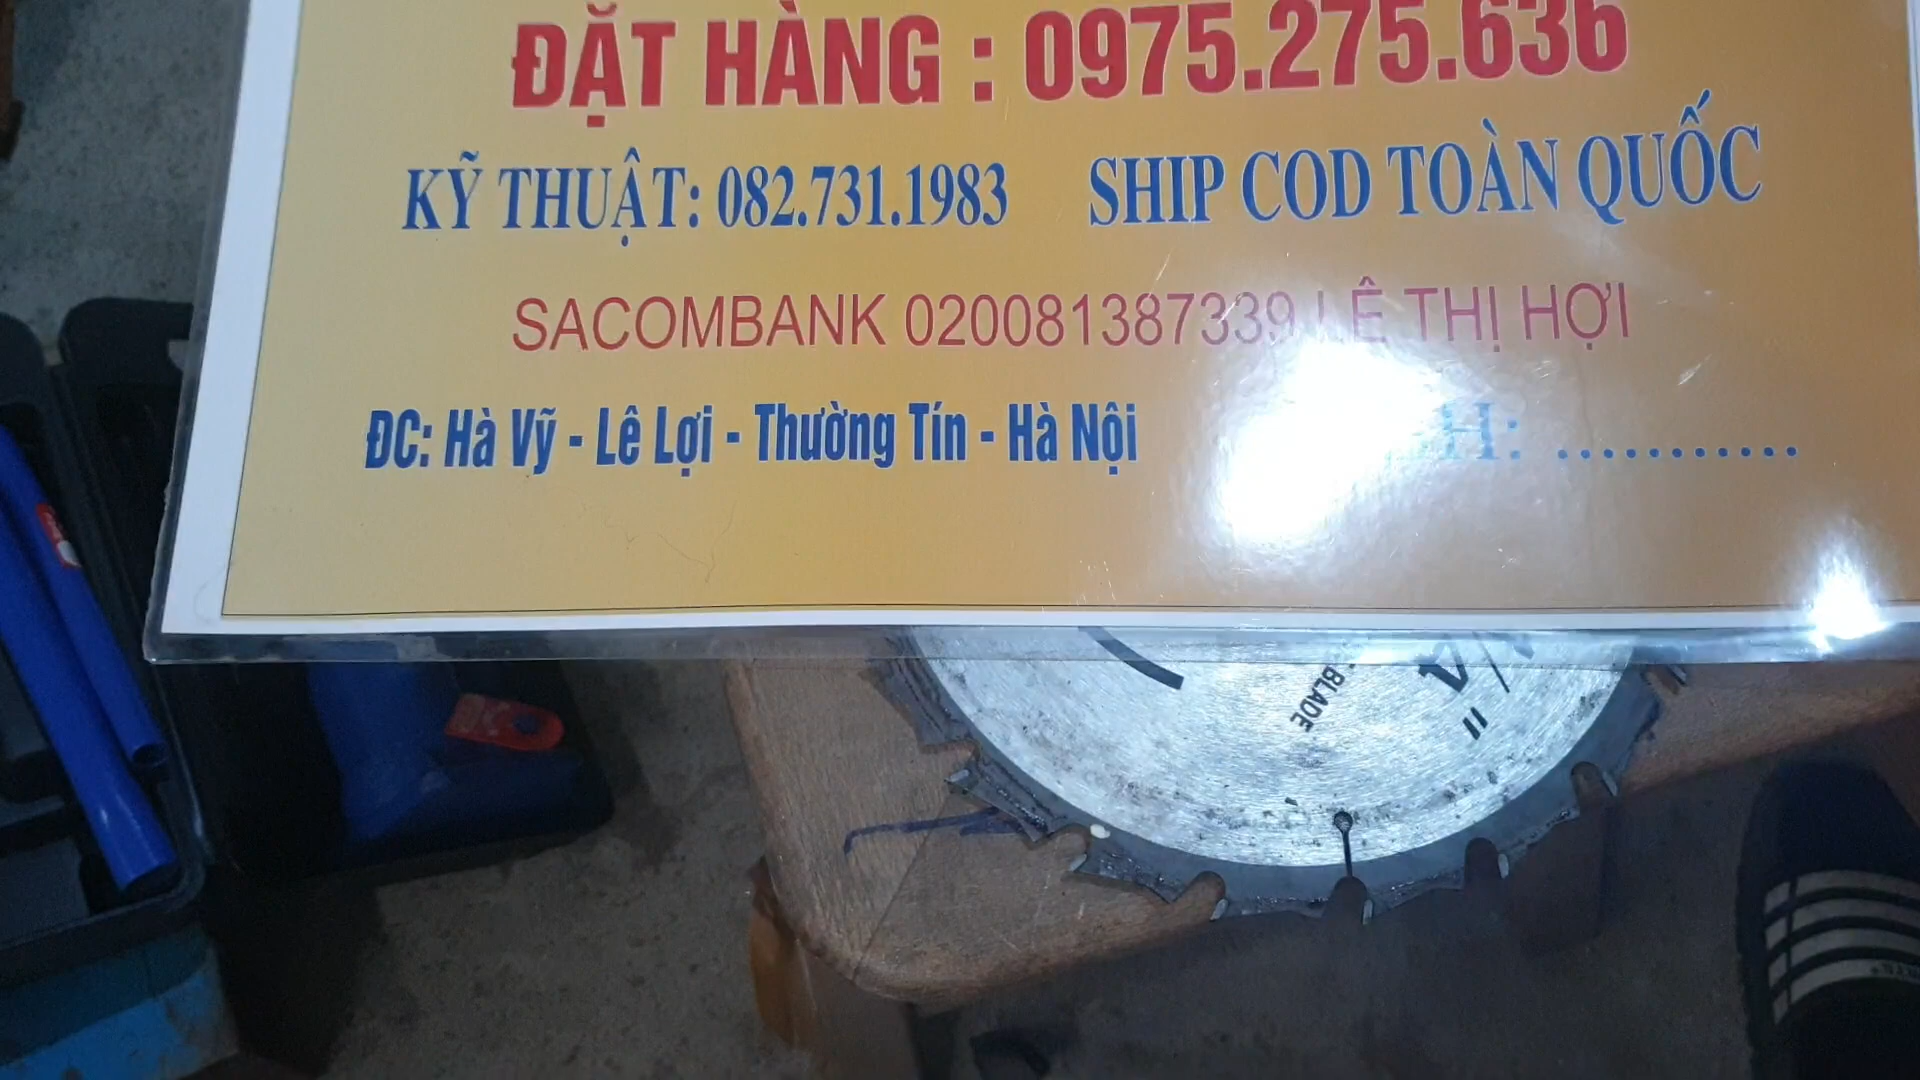 ĐẶT HÀNG : 0975.275.636
KỸ THUẬT: 082.731.1983 SHIP COD TOÀN QUỐC
SACOMBANK 020081387339 LÊ THỊ HỢI
ĐC: Hà Vỹ - Lê Lợi - Thường Tín - Hà Nội
H: ............
BLADE